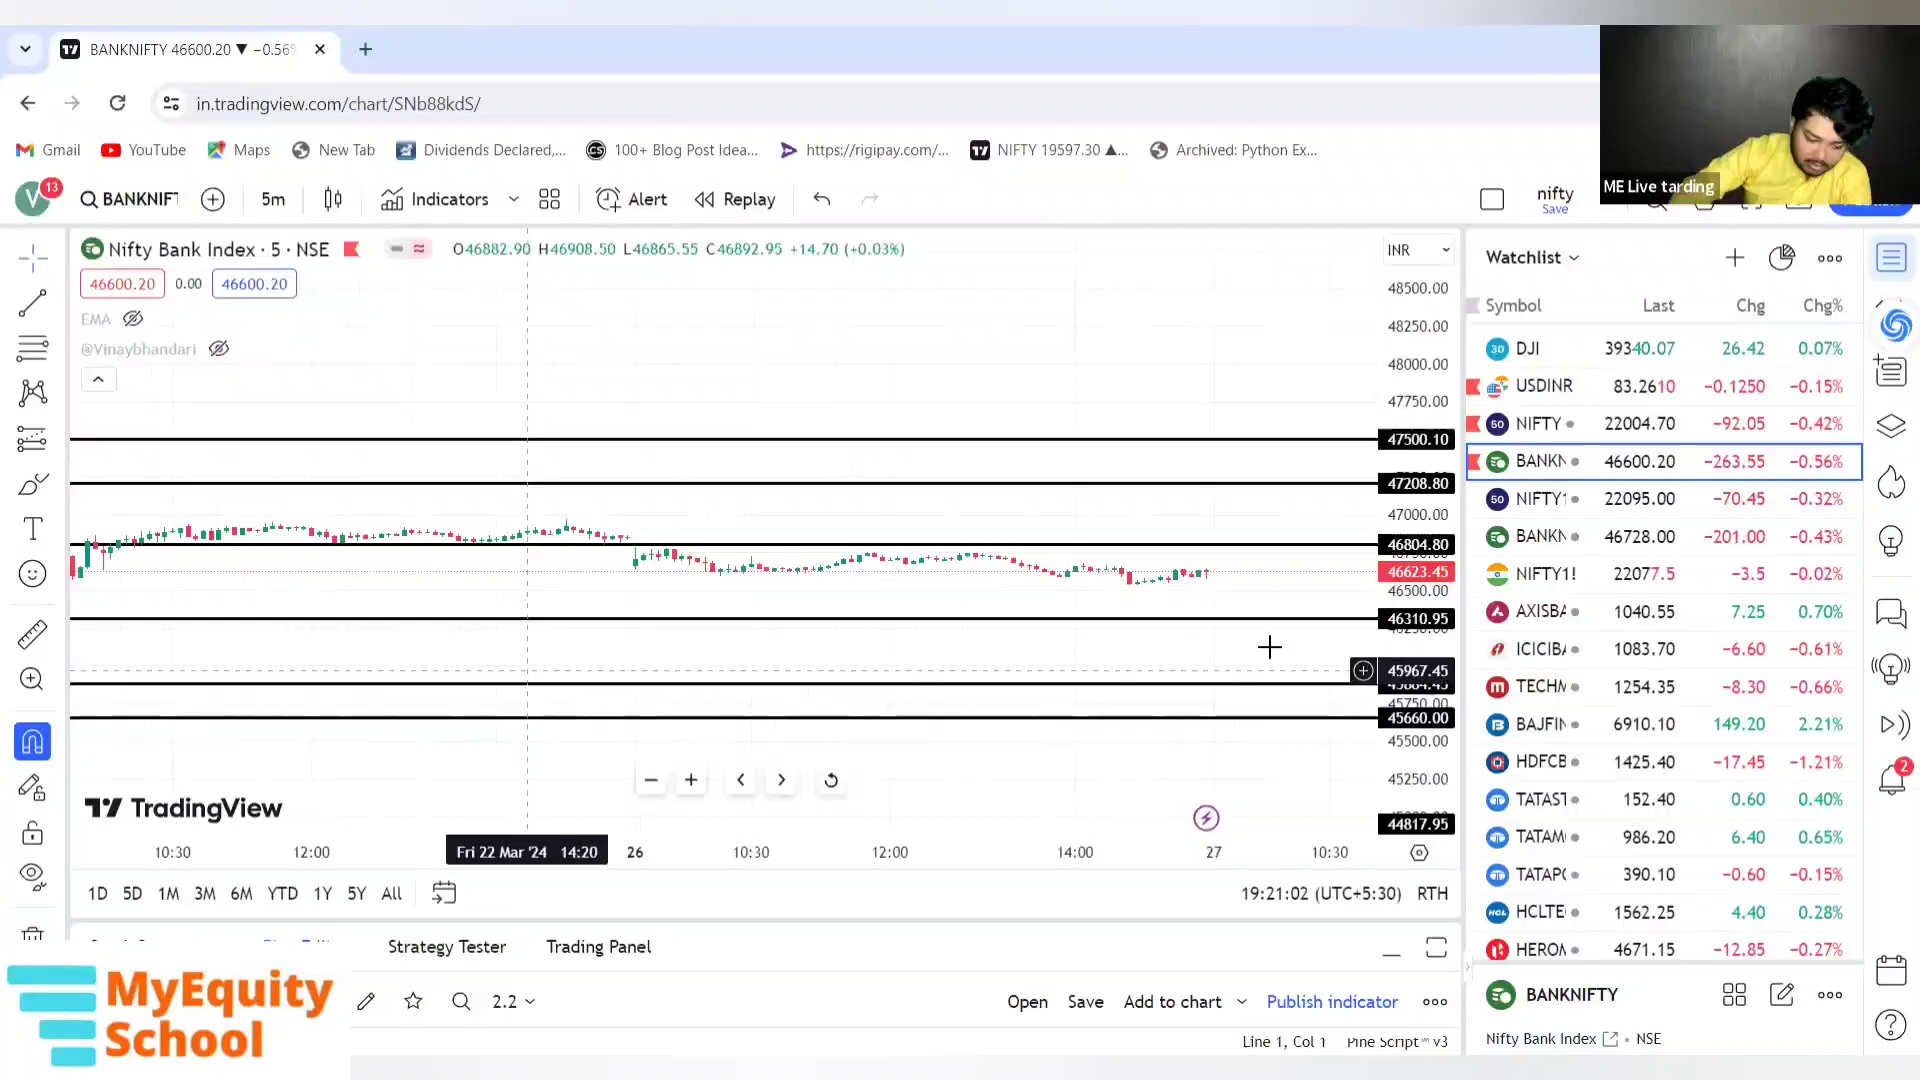 BANKNIFTY 46600.20 ▼ −0.56%
in.tradingview.com/chart/SNb88kdS/
Gmail YouTube Maps New Tab Dividends Declared,... 100+ Blog Post Idea... https://rigipay.com/... NIFTY 19597.30 ▲... Archived: Python Ex...
ME Live tarding
V 13 BANKNIFT 5m Indicators Alert Replay nifty
Save
Nifty Bank Index · 5 · NSE O46882.90 H46908.50 L46865.55 C46892.95 +14.70 (+0.03%) INR
46600.20 0.00 46600.20
EMA
@Vinaybhandari
48500.00
48250.00
48000.00
47750.00
47500.10
47208.80
47000.00
46804.80
46623.45
46500.00
46310.95
45967.45
45660.00
45500.00
45250.00
44817.95
TradingView
10:30 12:00 Fri 22 Mar '24 14:20 26 10:30 12:00 14:00 27 10:30
1D 5D 1M 3M 6M YTD 1Y 5Y All 19:21:02 (UTC+5:30) RTH
Strategy Tester Trading Panel
2.2 Open Save Add to chart Publish indicator
Line 1, Col 1 Pine Script™ v3
MyEquity
School
Watchlist
Symbol Last Chg Chg%
30 DJI 39340.07 26.42 0.07%
USDINR 83.2610 −0.1250 −0.15%
50 NIFTY 22004.70 −92.05 −0.42%
BANKN 46600.20 −263.55 −0.56%
50 NIFTY1 22095.00 −70.45 −0.32%
BANKN 46728.00 −201.00 −0.43%
NIFTY1! 22077.5 −3.5 −0.02%
AXISBA 1040.55 7.25 0.70%
ICICIBA 1083.70 −6.60 −0.61%
TECHM 1254.35 −8.30 −0.66%
BAJFIN 6910.10 149.20 2.21%
HDFCB 1425.40 −17.45 −1.21%
TATAST 152.40 0.60 0.40%
TATAMO 986.20 6.40 0.65%
TATAPO 390.10 −0.60 −0.15%
HCL HCLTE 1562.25 4.40 0.28%
HEROM 4671.15 −12.85 −0.27%
BANKNIFTY
Nifty Bank Index · NSE
2